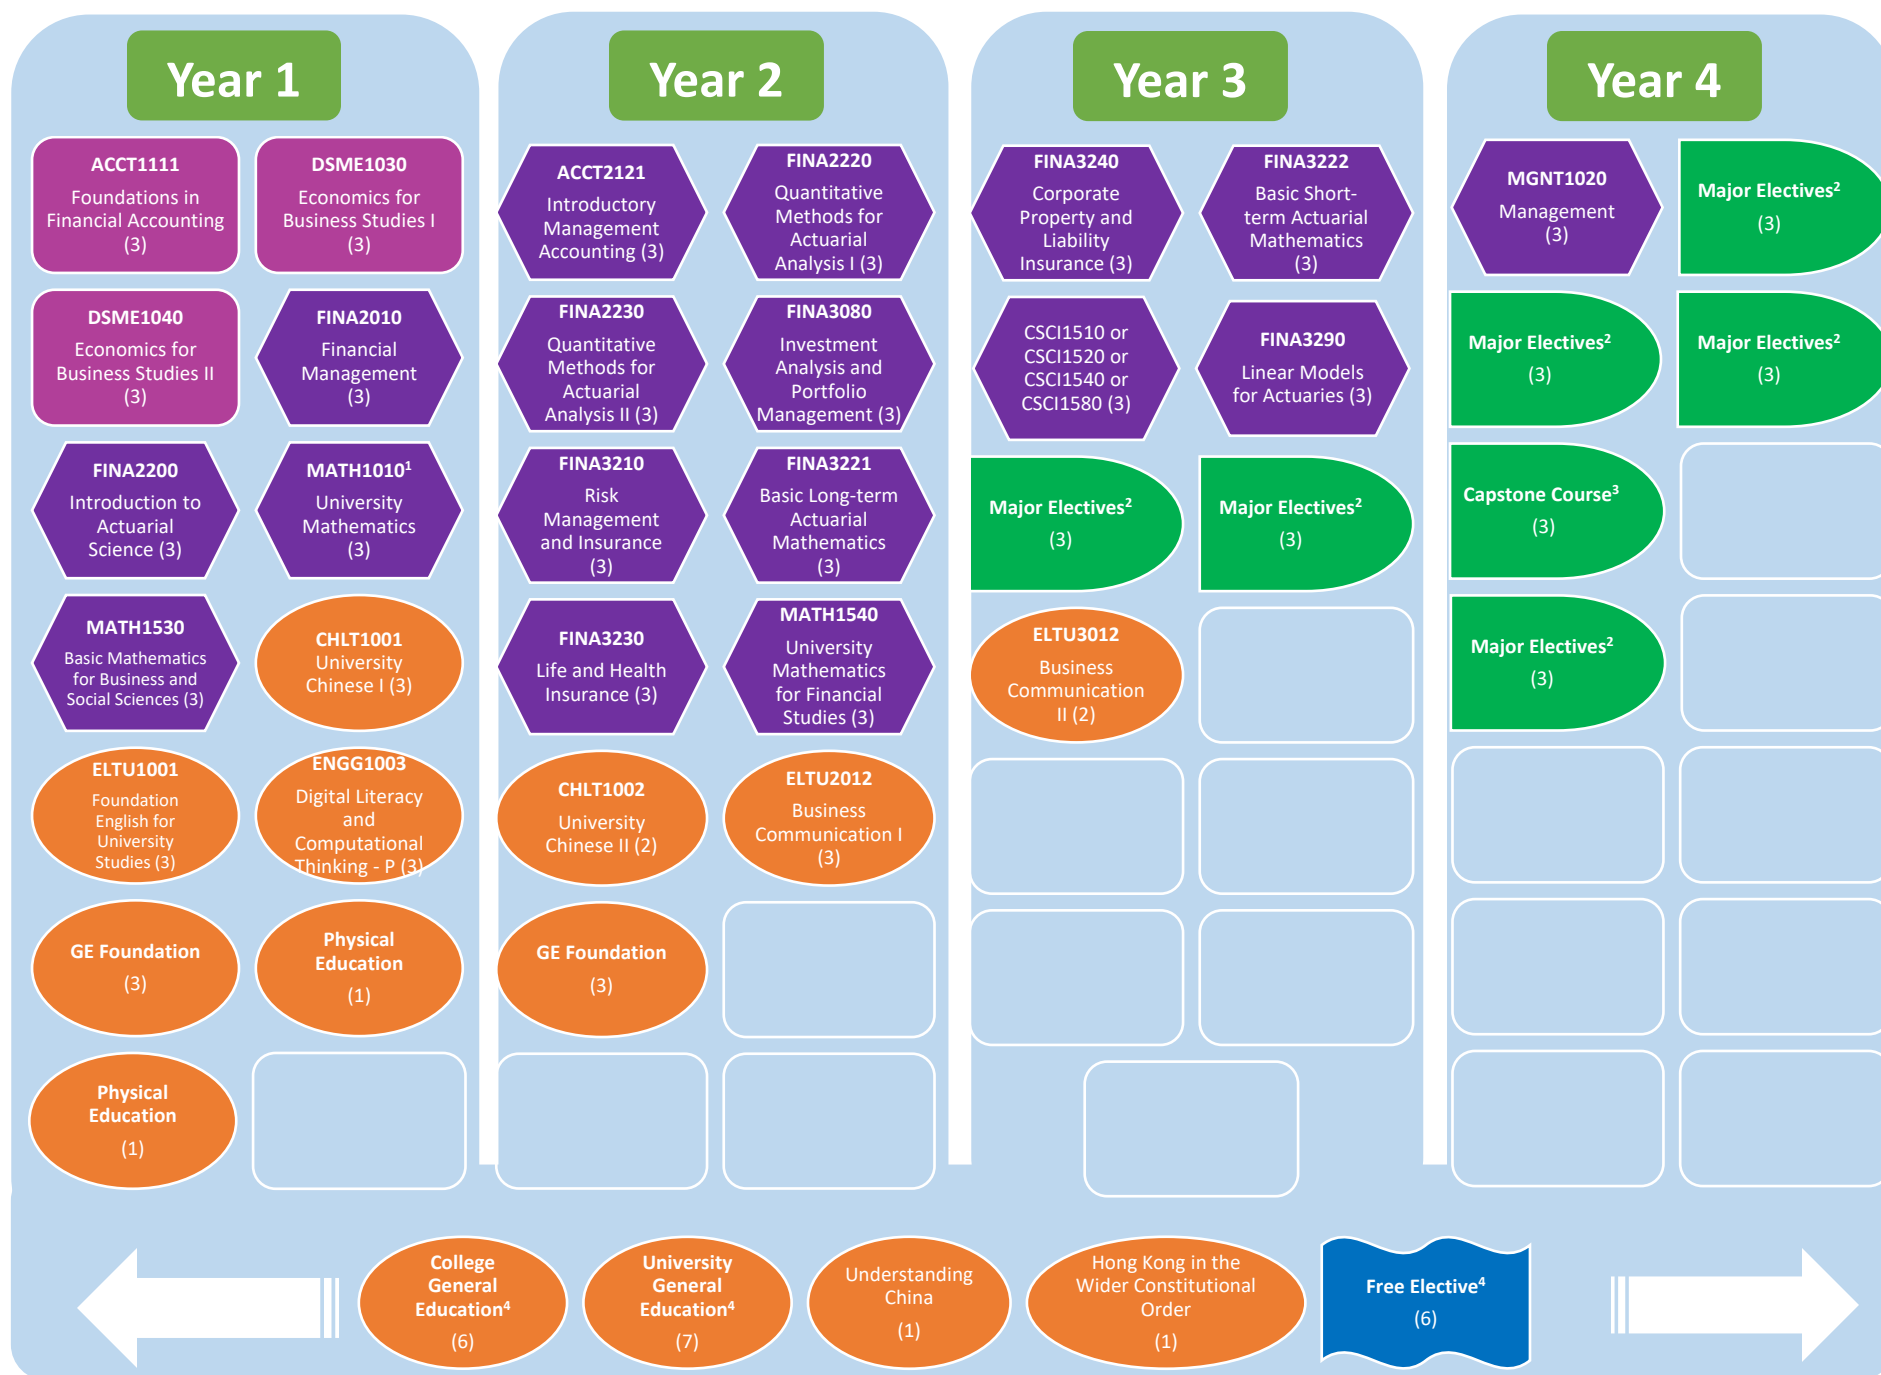 Year 1
ACCT1111
Foundations in
Financial Accounting
(3)
DSME1030
Economics for
Business Studies I
(3)
DSME1040
Economics for
Business Studies II
(3)
FINA2010
Financial
Management
(3)
FINA2200
Introduction to
Actuarial
Science (3)
MATH1010¹
University
Mathematics
(3)
MATH1530
Basic Mathematics
for Business and
Social Sciences (3)
CHLT1001
University
Chinese I (3)
ELTU1001
Foundation
English for
University
Studies (3)
ENGG1003
Digital Literacy
and
Computational
Thinking - P (3)
GE Foundation
(3)
Physical
Education
(1)
Physical
Education
(1)
Year 2
ACCT2121
Introductory
Management
Accounting (3)
FINA2220
Quantitative
Methods for
Actuarial
Analysis I (3)
FINA2230
Quantitative
Methods for
Actuarial
Analysis II (3)
FINA3080
Investment
Analysis and
Portfolio
Management (3)
FINA3210
Risk
Management
and Insurance
(3)
FINA3221
Basic Long-term
Actuarial
Mathematics
(3)
FINA3230
Life and Health
Insurance (3)
MATH1540
University
Mathematics
for Financial
Studies (3)
CHLT1002
University
Chinese II (2)
ELTU2012
Business
Communication I
(3)
GE Foundation
(3)
Year 3
FINA3240
Corporate
Property and
Liability
Insurance (3)
FINA3222
Basic Short-
term Actuarial
Mathematics
(3)
CSCI1510 or
CSCI1520 or
CSCI1540 or
CSCI1580 (3)
FINA3290
Linear Models
for Actuaries (3)
Major Electives²
(3)
Major Electives²
(3)
ELTU3012
Business
Communication
II (2)
Year 4
MGNT1020
Management
(3)
Major Electives²
(3)
Major Electives²
(3)
Major Electives²
(3)
Capstone Course³
(3)
Major Electives²
(3)
College
General
Education⁴
(6)
University
General
Education⁴
(7)
Understanding
China
(1)
Hong Kong in the
Wider Constitutional
Order
(1)
Free Elective⁴
(6)